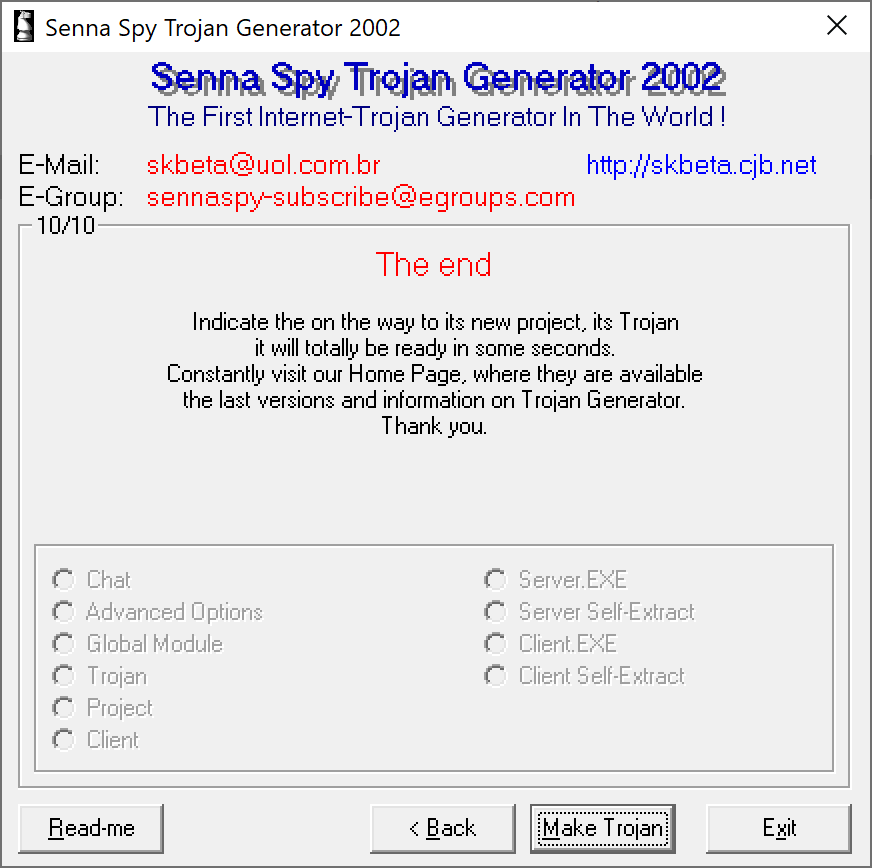 Senna Spy Trojan Generator 2002
Senna Spy Trojan Generator 2002
The First Internet-Trojan Generator In The World !
E-Mail: skbeta@uol.com.br http://skbeta.cjb.net
E-Group: sennaspy-subscribe@egroups.com
10/10
The end
Indicate the on the way to its new project, its Trojan
it will totally be ready in some seconds.
Constantly visit our Home Page, where they are available
the last versions and information on Trojan Generator.
Thank you.
Chat
Advanced Options
Global Module
Trojan
Project
Client
Server.EXE
Server Self-Extract
Client.EXE
Client Self-Extract
Read-me < Back Make Trojan Exit